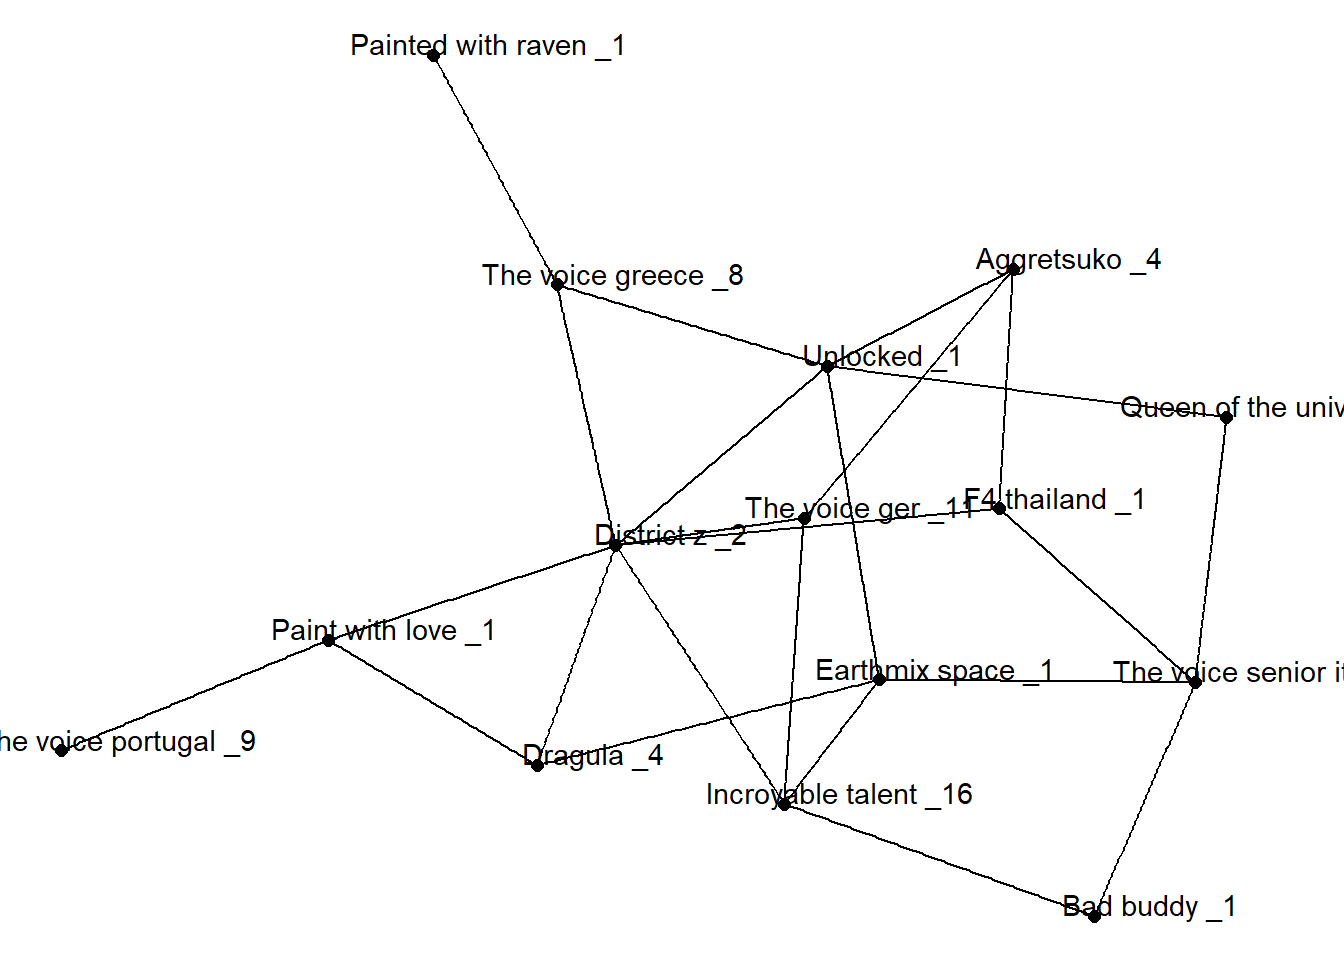 Painted with raven _1
Aggretsuko _4
The voice greece _8
Unlocked _1
Queen of the univ
F4 thailand _1
The voice ger _11
District z _2
Paint with love _1
Earthmix space _1
The voice senior it
he voice portugal _9
Dragula _4
Incroyable talent _16
Bad buddy _1